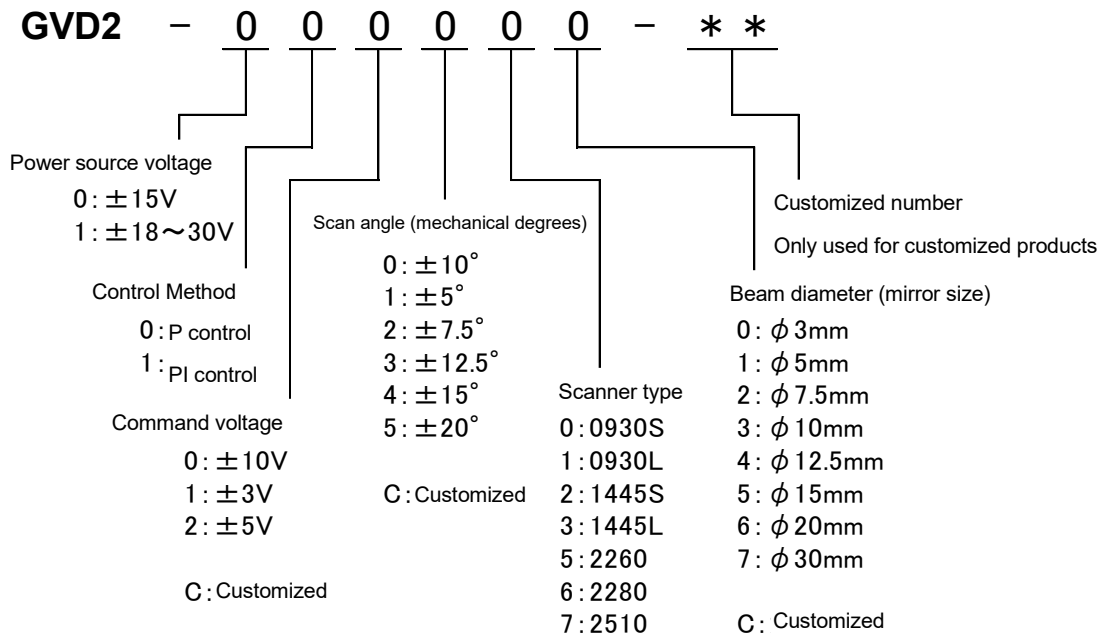 GVD2 - 0 0 0 0 0 0 - **
Power source voltage
0:±15V
1:±18～30V
Control Method
0:P control
1:PI control
Command voltage
0:±10V
1:±3V
2:±5V
C:Customized
Scan angle (mechanical degrees)
0:±10°
1:±5°
2:±7.5°
3:±12.5°
4:±15°
5:±20°
C:Customized
Scanner type
0:0930S
1:0930L
2:1445S
3:1445L
5:2260
6:2280
7:2510
Beam diameter (mirror size)
0:φ3mm
1:φ5mm
2:φ7.5mm
3:φ10mm
4:φ12.5mm
5:φ15mm
6:φ20mm
7:φ30mm
C: Customized
Customized number
Only used for customized products